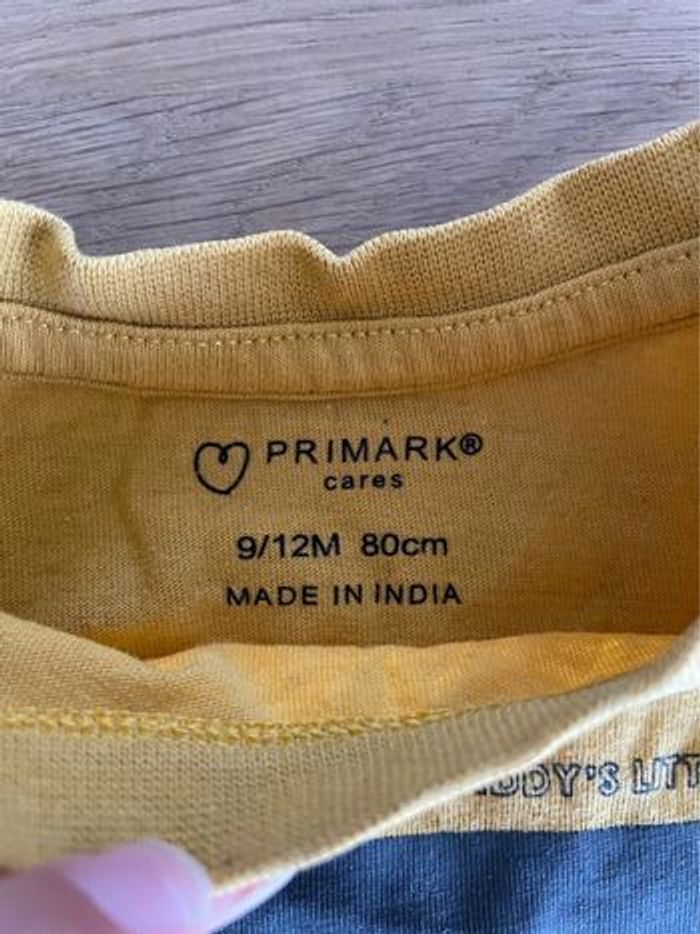 PRIMARK®
cares
9/12M 80cm
MADE IN INDIA